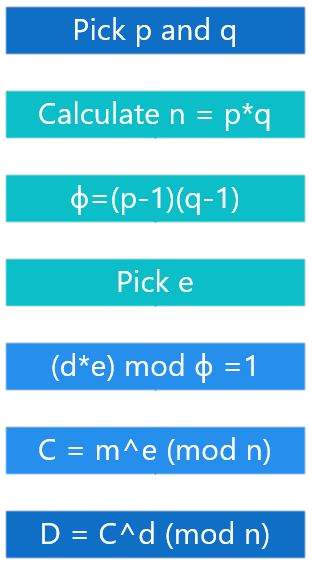 Pick p and q
Calculate n = p*q
ϕ=(p-1)(q-1)
Pick e
(d*e) mod ϕ =1
C = m^e (mod n)
D = C^d (mod n)